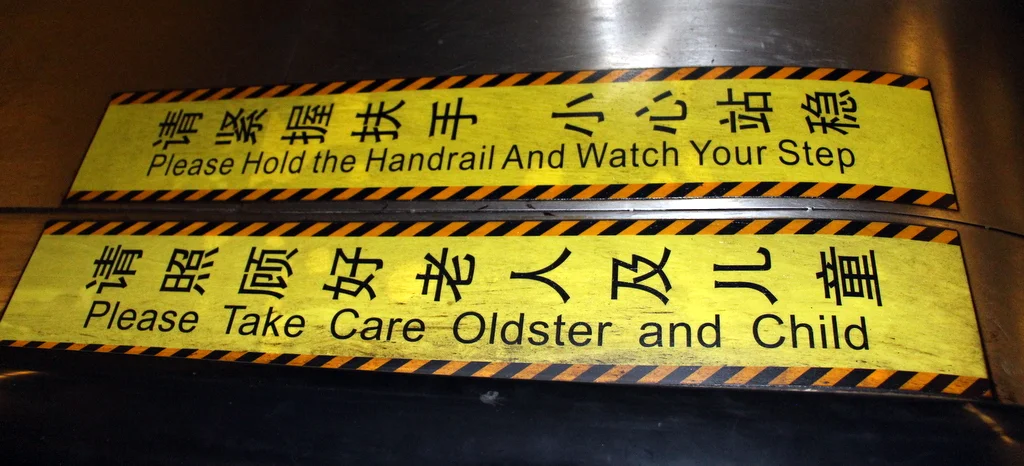 请紧握扶手 小心站稳
Please Hold the Handrail And Watch Your Step
请照顾好老人及儿童
Please Take Care Oldster and Child